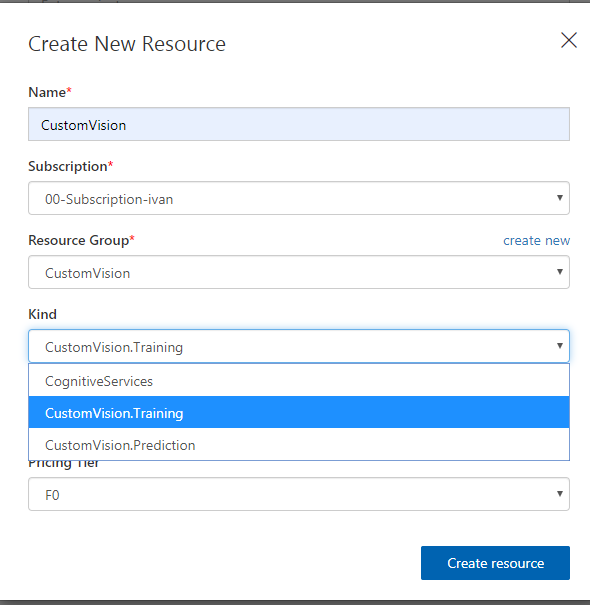 Create New Resource
Name*
CustomVision
Subscription*
00-Subscription-ivan
Resource Group*
create new
CustomVision
Kind
CustomVision.Training
CognitiveServices
CustomVision.Training
CustomVision.Prediction
Pricing Tier
F0
Create resource